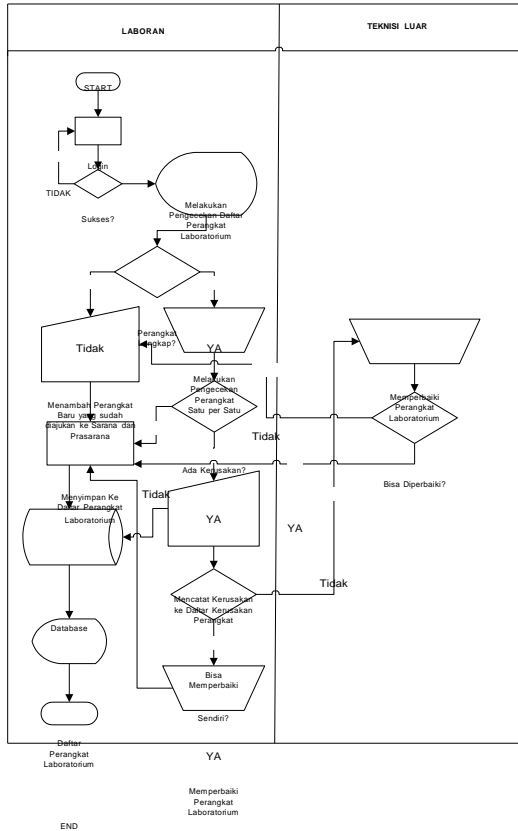 LABORAN
TEKNISI LUAR
START
Login
TIDAK
Sukses?
Melakukan
Pengecekan Daftar
Perangkat
Laboratorium
Perangkat
Lengkap?
Tidak
YA
Melakukan
Pengecekan
Perangkat
Satu per Satu
Memperbaiki
Perangkat
Laboratorium
Menambah Perangkat
Baru yang sudah
diajukan ke Sarana dan
Prasarana
Tidak
Ada Kerusakan?
Bisa Diperbaiki?
Menyimpan Ke
Daftar Perangkat
Laboratorium
Tidak
YA
YA
Tidak
Mencatat Kerusakan
ke Daftar Kerusakan
Perangkat
Database
Bisa
Memperbaiki
Sendiri?
Daftar
Perangkat
Laboratorium
YA
Memperbaiki
Perangkat
Laboratorium
END